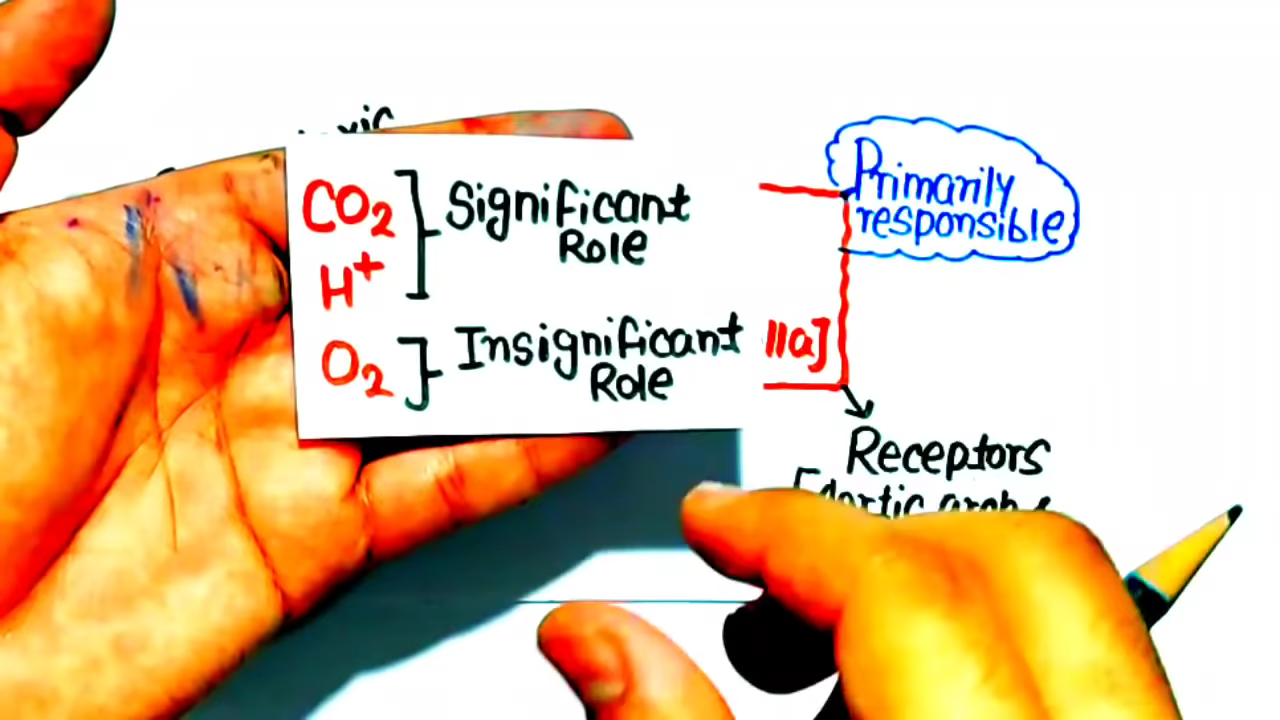 CO2
H+
Significant
Role
O2
Insignificant
Role
Primarily
responsible
Receptors